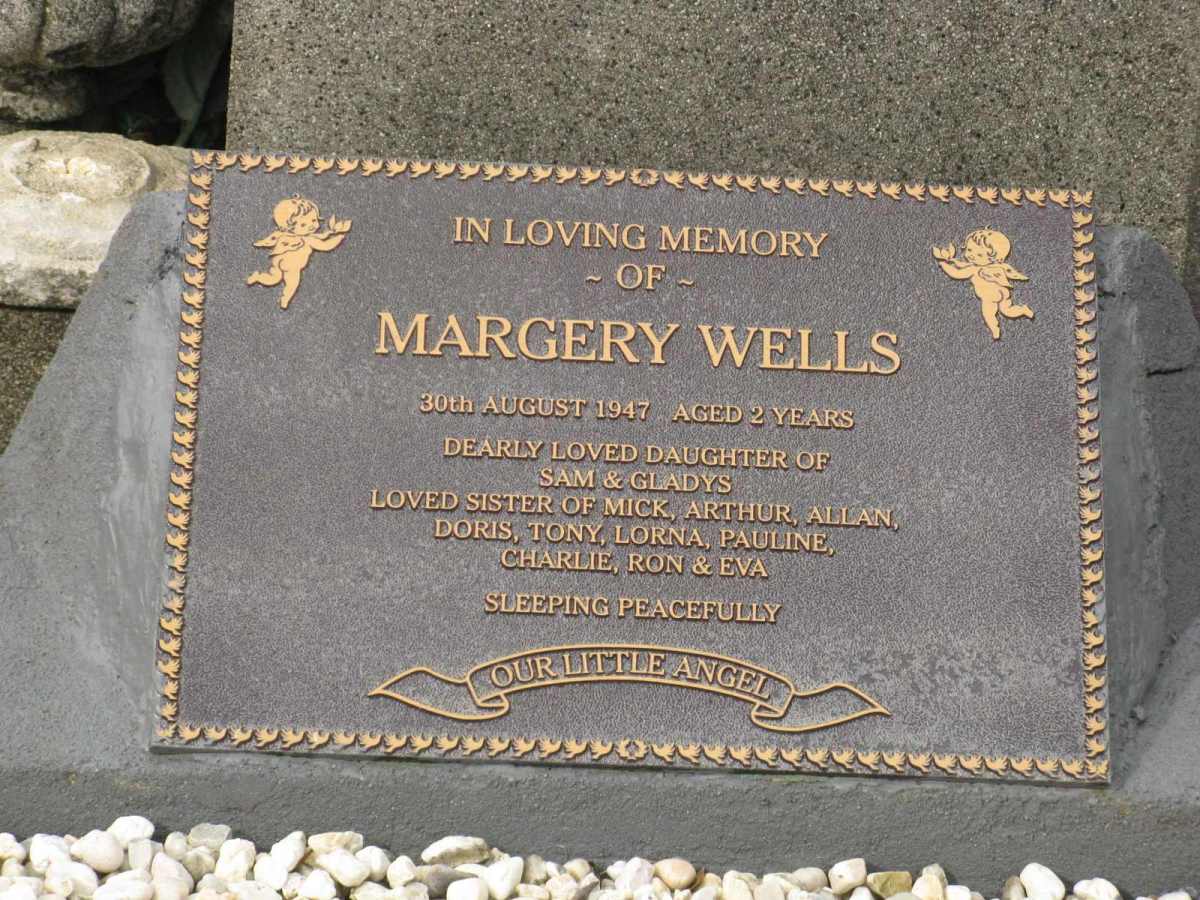 IN LOVING MEMORY
~ OF ~
MARGERY WELLS
30th AUGUST 1947 AGED 2 YEARS
DEARLY LOVED DAUGHTER OF
SAM & GLADYS
LOVED SISTER OF MICK, ARTHUR, ALLAN,
DORIS, TONY, LORNA, PAULINE,
CHARLIE, RON & EVA
SLEEPING PEACEFULLY
OUR LITTLE ANGEL